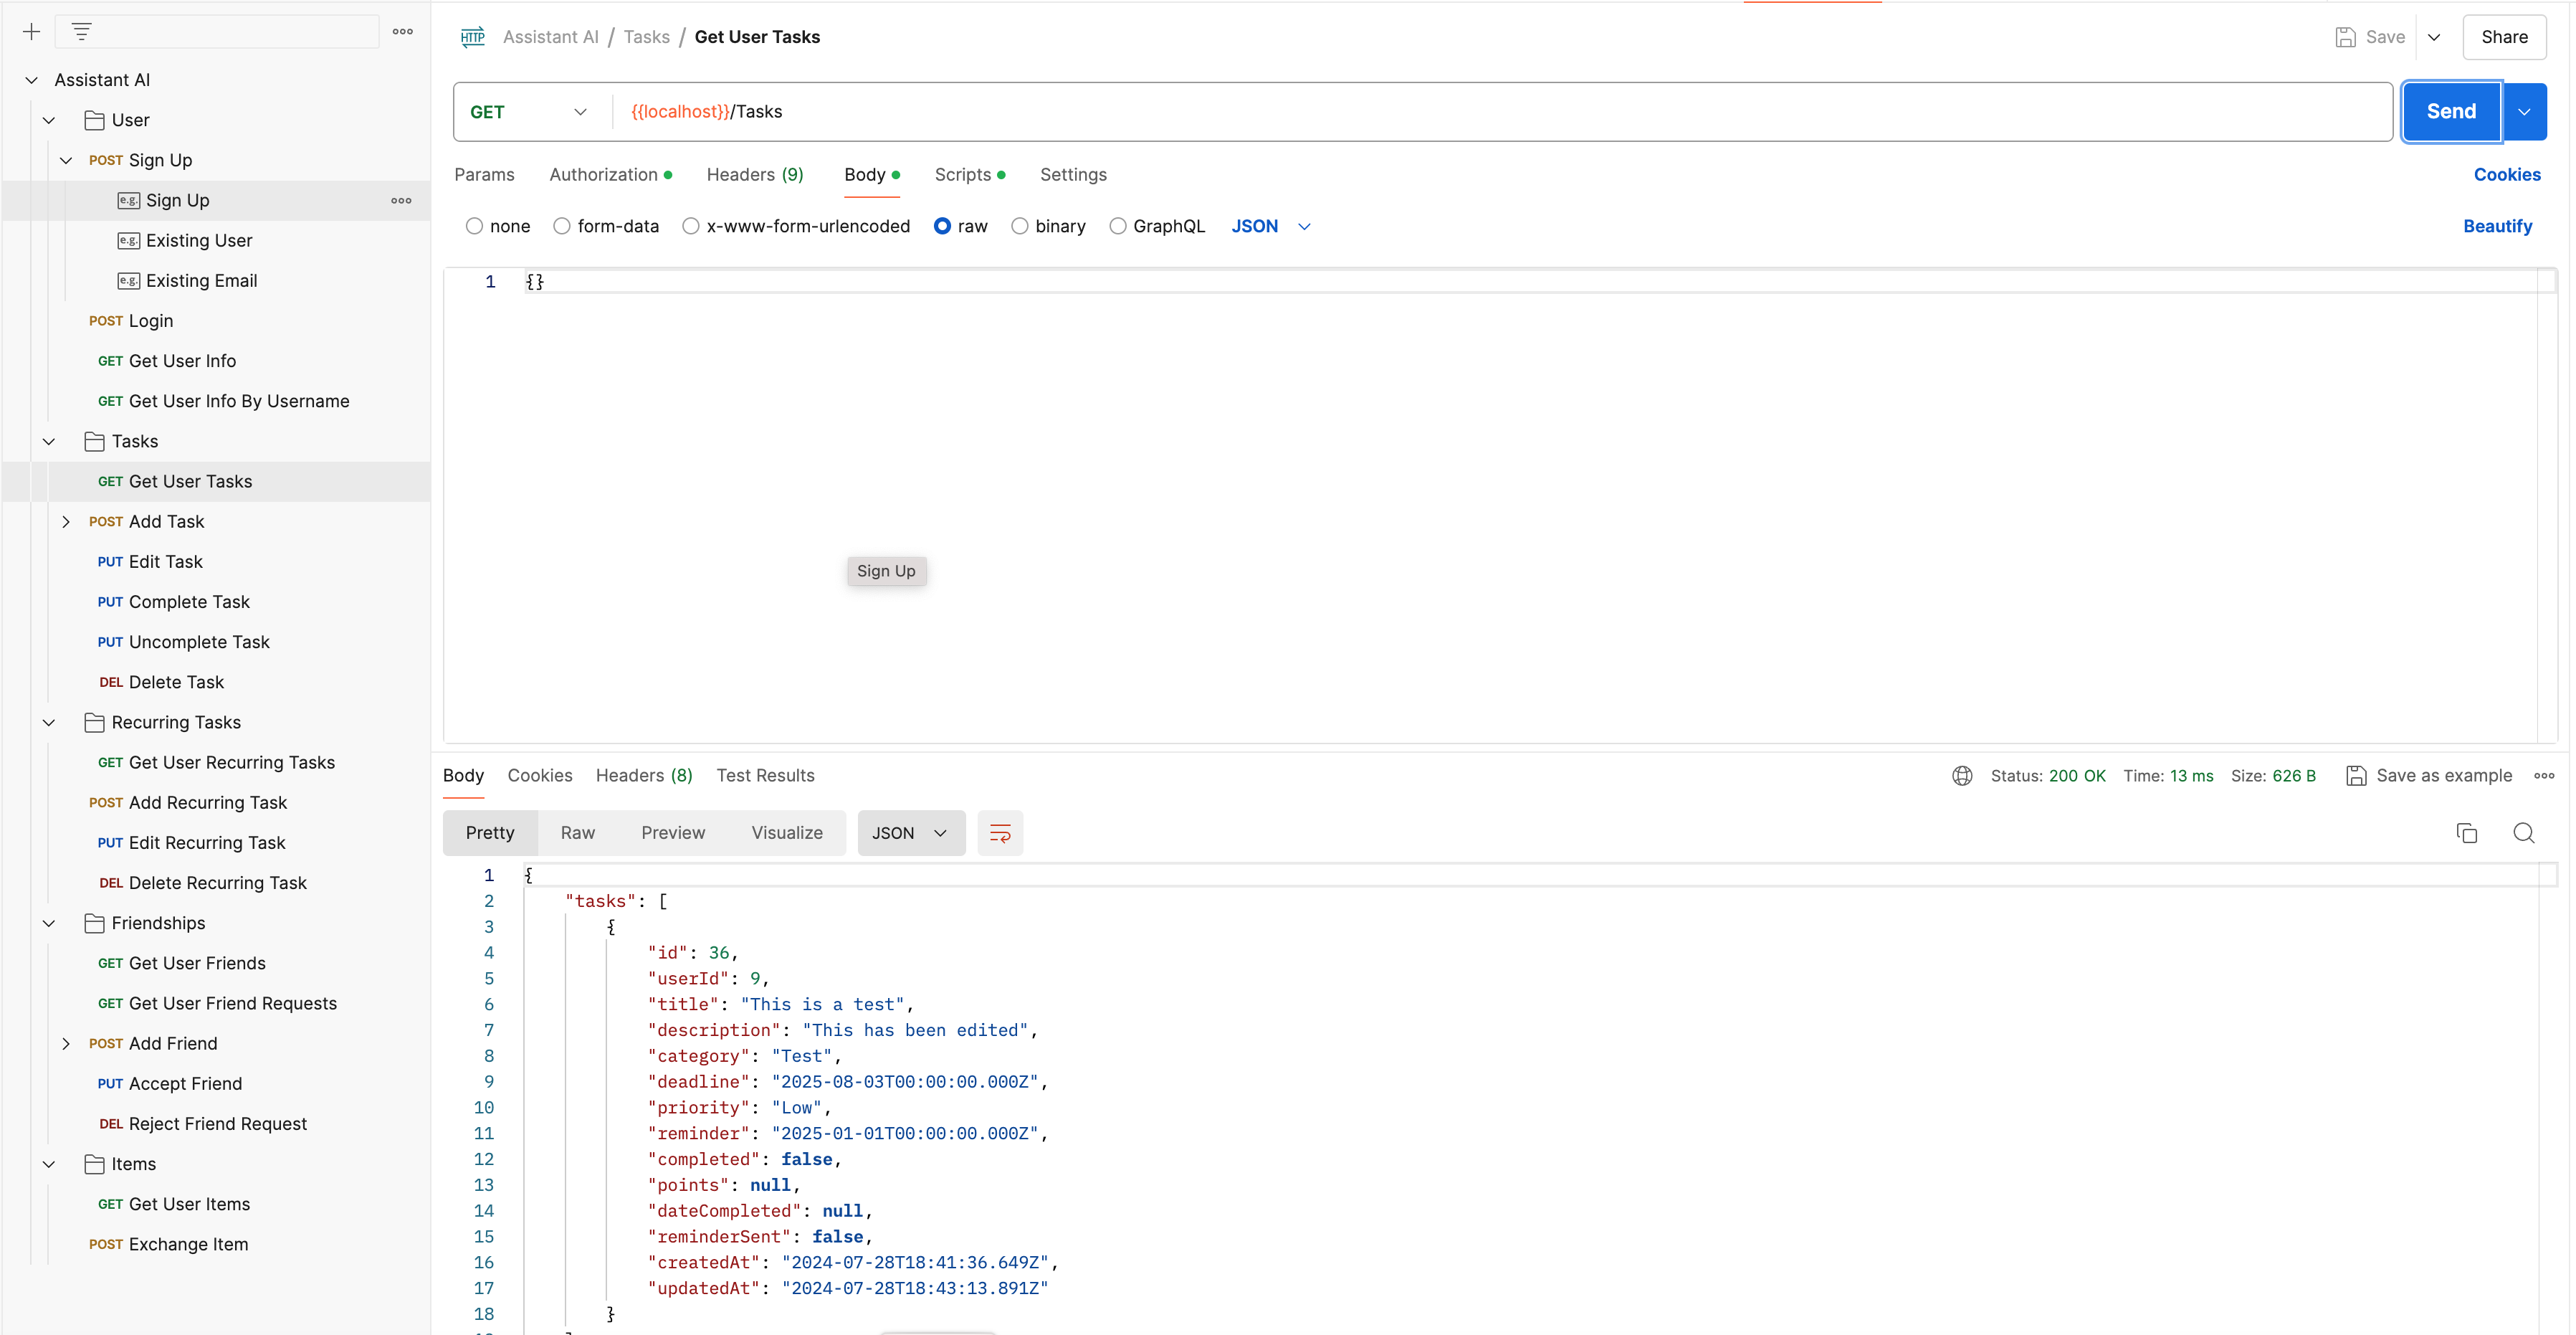 Assistant AI
User
POST Sign Up
e.g. Sign Up
e.g. Existing User
e.g. Existing Email
POST Login
GET Get User Info
GET Get User Info By Username
Tasks
GET Get User Tasks
POST Add Task
PUT Edit Task
PUT Complete Task
PUT Uncomplete Task
DEL Delete Task
Recurring Tasks
GET Get User Recurring Tasks
POST Add Recurring Task
PUT Edit Recurring Task
DEL Delete Recurring Task
Friendships
GET Get User Friends
GET Get User Friend Requests
POST Add Friend
PUT Accept Friend
DEL Reject Friend Request
Items
GET Get User Items
POST Exchange Item
HTTP Assistant AI / Tasks / Get User Tasks Save Share
GET {{localhost}}/Tasks Send
Params Authorization Headers (9) Body Scripts Settings Cookies
none form-data x-www-form-urlencoded raw binary GraphQL JSON Beautify
1 {}
Sign Up
Body Cookies Headers (8) Test Results Status: 200 OK Time: 13 ms Size: 626 B Save as example
Pretty Raw Preview Visualize JSON
1 {
2 "tasks": [
3 {
4 "id": 36,
5 "userId": 9,
6 "title": "This is a test",
7 "description": "This has been edited",
8 "category": "Test",
9 "deadline": "2025-08-03T00:00:00.000Z",
10 "priority": "Low",
11 "reminder": "2025-01-01T00:00:00.000Z",
12 "completed": false,
13 "points": null,
14 "dateCompleted": null,
15 "reminderSent": false,
16 "createdAt": "2024-07-28T18:41:36.649Z",
17 "updatedAt": "2024-07-28T18:43:13.891Z"
18 }